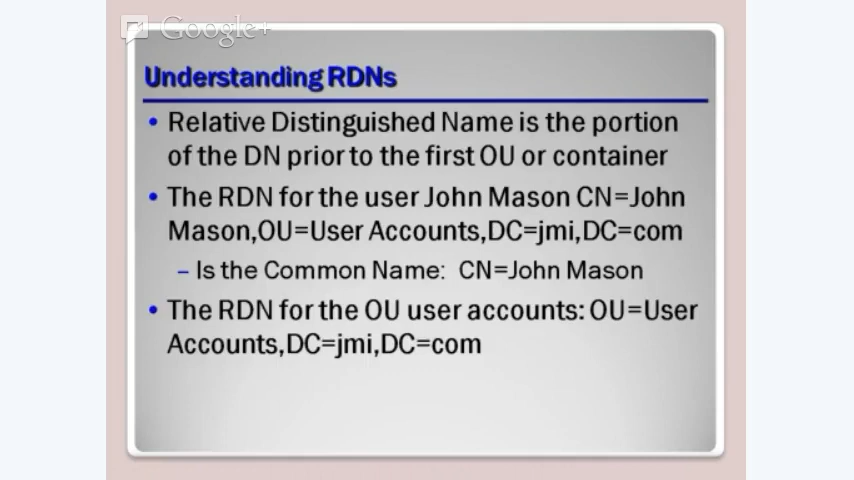 Google+
Understanding RDNs
• Relative Distinguished Name is the portion
of the DN prior to the first OU or container
• The RDN for the user John Mason CN=John
Mason,OU=User Accounts,DC=jmi,DC=com
– Is the Common Name: CN=John Mason
• The RDN for the OU user accounts: OU=User
Accounts,DC=jmi,DC=com